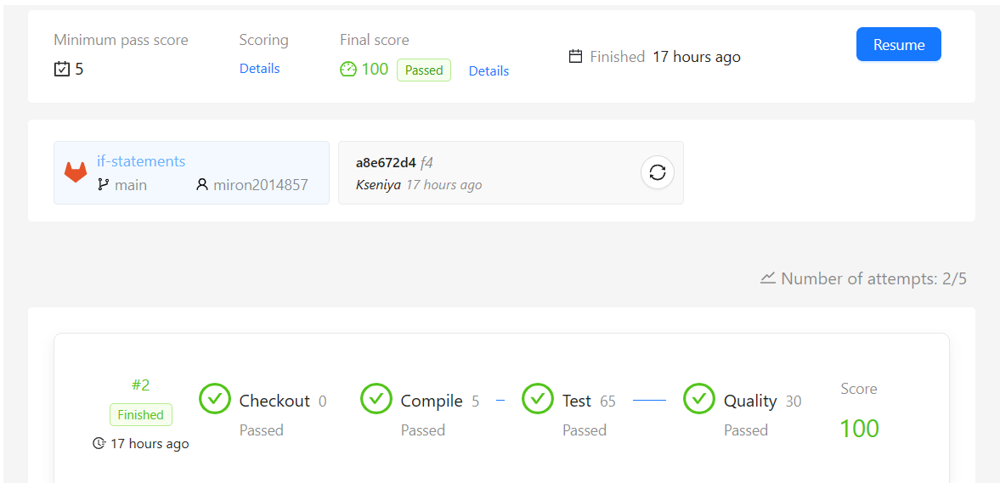 Minimum pass score
5
Scoring
Details
Final score
100 Passed Details
Finished 17 hours ago
Resume
if-statements
main miron2014857
a8e672d4 f4
Kseniya 17 hours ago
Number of attempts: 2/5
#2
Finished
17 hours ago
Checkout 0
Passed
Compile 5
Passed
Test 65
Passed
Quality 30
Passed
Score
100